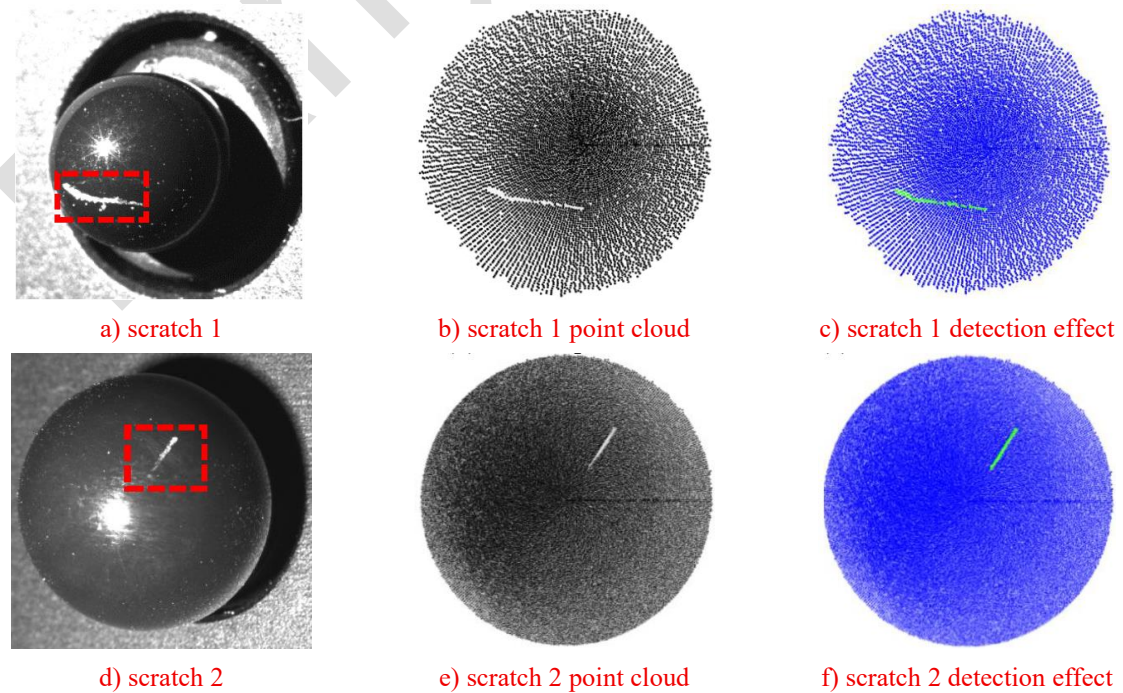 a) scratch 1
b) scratch 1 point cloud
c) scratch 1 detection effect
d) scratch 2
e) scratch 2 point cloud
f) scratch 2 detection effect